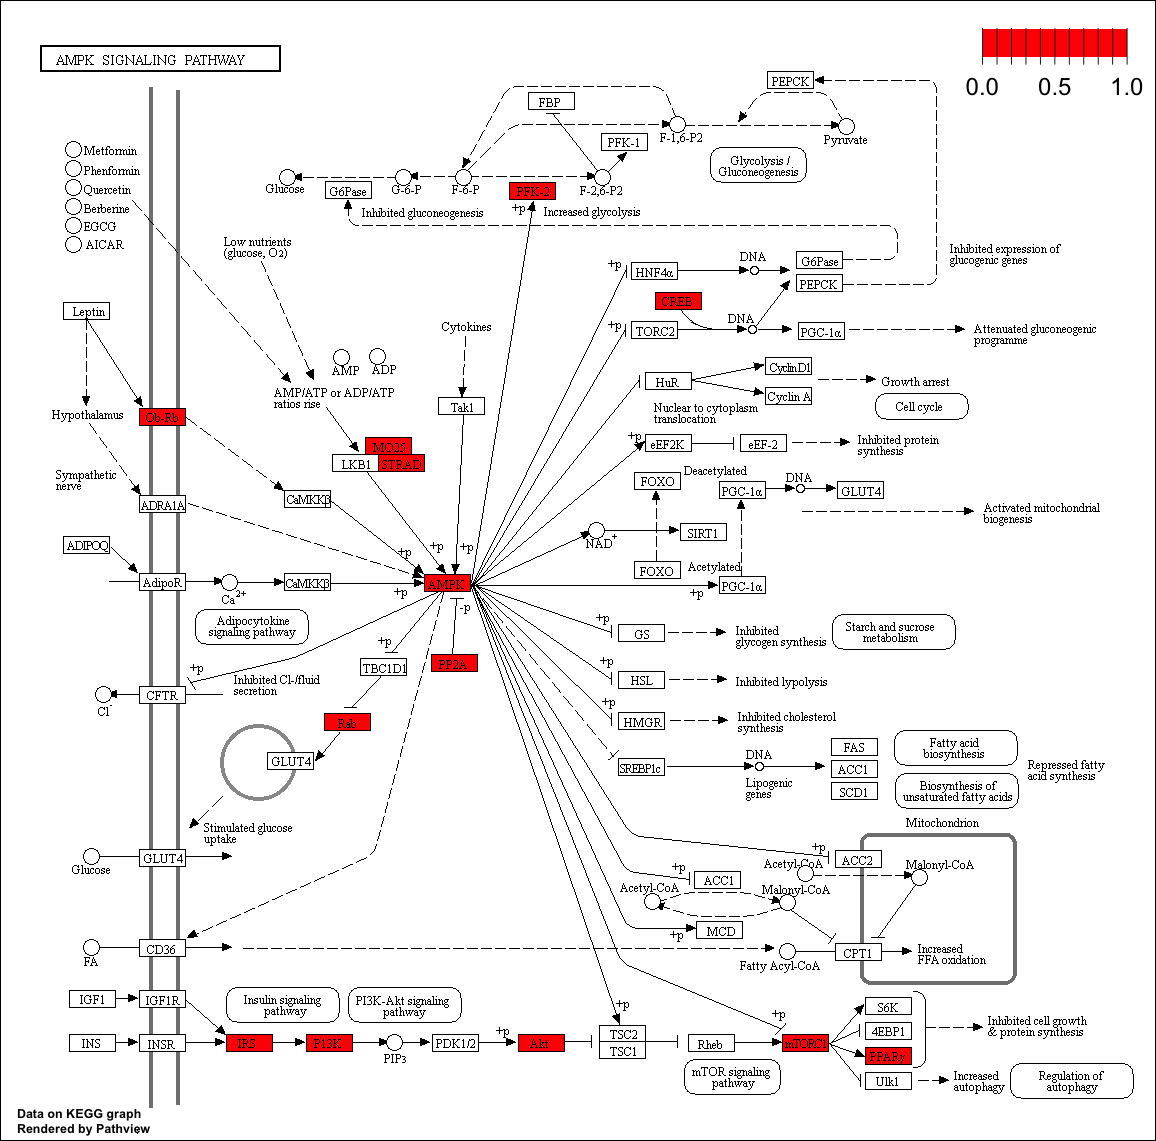 AMPK SIGNALING PATHWAY
0.0 0.5 1.0
PEPCK
FBP
F-1,6-P2
Pyruvate
PFK-1
Glycolysis /
Gluconeogenesis
Metformin
Phenformin
Quercetin
Berberine
EGCG
AICAR
Glucose
G6Pase
G-6-P
F-6-P
PFK-2
F-2,6-P2
+p
Inhibited gluconeogenesis
Increased glycolysis
Low nutrients
(glucose, O2)
Inhibited expression of
glucogenic genes
+p
HNF4α
DNA
G6Pase
PEPCK
CREB
+p
TORC2
DNA
PGC-1α
Attenuated gluconeogenic
programme
Leptin
Cytokines
AMP
ADP
AMP/ATP or ADP/ATP
ratios rise
HuR
CyclinD1
Cyclin A
Growth arrest
Cell cycle
Nuclear to cytoplasm
translocation
Tak1
Hypothalamus
Ob-Rb
MO25
LKB1
STRAD
+p
eEF2K
eEF-2
Inhibited protein
synthesis
Sympathetic
nerve
ADRA1A
CaMKKβ
FOXO
Deacetylated
PGC-1α
DNA
GLUT4
Activated mitochondrial
biogenesis
NAD+
SIRT1
FOXO
Acetylated
PGC-1α
+p
ADIPOQ
AdipoR
Ca2+
CaMKKβ
+p
+p
+p
+p
AMPK
-p
Adipocytokine
signaling pathway
+p
GS
Inhibited
glycogen synthesis
Starch and sucrose
metabolism
+p
TBC1D1
PP2A
+p
HSL
Inhibited lypolysis
+p
CFTR
Cl-
Inhibited Cl-/fluid
secretion
+p
HMGR
Inhibited cholesterol
synthesis
Rab
GLUT4
SREBP1c
DNA
Lipogenic
genes
FAS
ACC1
SCD1
Fatty acid
biosynthesis
Biosynthesis of
unsaturated fatty acids
Repressed fatty
acid synthesis
Stimulated glucose
uptake
Glucose
GLUT4
Mitochondrion
+p
ACC2
Acetyl-CoA
Malonyl-CoA
+p
ACC1
Acetyl-CoA
Malonyl-CoA
+p
MCD
FA
CD36
Fatty Acyl-CoA
CPT1
Increased
FFA oxidation
IGF1
IGF1R
Insulin signaling
pathway
PI3K-Akt signaling
pathway
INS
INSR
IRS
PI3K
PIP3
PDK1/2
+p
Akt
+p
TSC2
TSC1
Rheb
+p
mTORC1
S6K
4EBP1
PPARγ
Ulk1
Inhibited cell growth
& protein synthesis
mTOR signaling
pathway
Increased
autophagy
Regulation of
autophagy
Data on KEGG graph
Rendered by Pathview